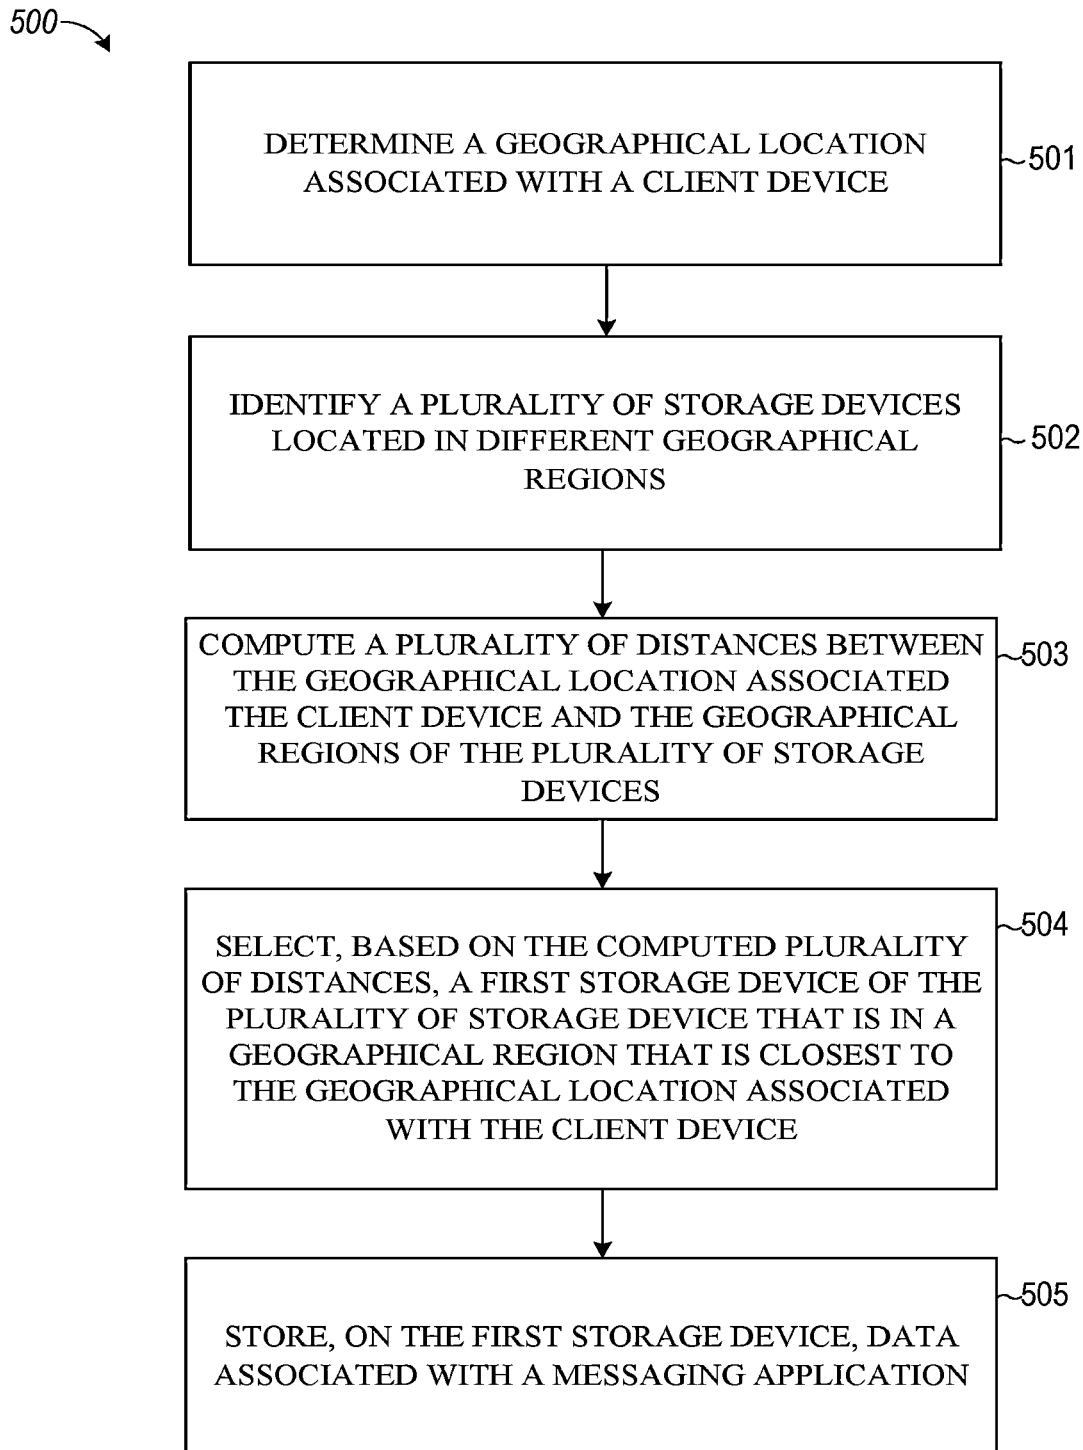 500
DETERMINE A GEOGRAPHICAL LOCATION
ASSOCIATED WITH A CLIENT DEVICE
501
IDENTIFY A PLURALITY OF STORAGE DEVICES
LOCATED IN DIFFERENT GEOGRAPHICAL
REGIONS
502
COMPUTE A PLURALITY OF DISTANCES BETWEEN
THE GEOGRAPHICAL LOCATION ASSOCIATED
THE CLIENT DEVICE AND THE GEOGRAPHICAL
REGIONS OF THE PLURALITY OF STORAGE
DEVICES
503
SELECT, BASED ON THE COMPUTED PLURALITY
OF DISTANCES, A FIRST STORAGE DEVICE OF THE
PLURALITY OF STORAGE DEVICE THAT IS IN A
GEOGRAPHICAL REGION THAT IS CLOSEST TO
THE GEOGRAPHICAL LOCATION ASSOCIATED
WITH THE CLIENT DEVICE
504
STORE, ON THE FIRST STORAGE DEVICE, DATA
ASSOCIATED WITH A MESSAGING APPLICATION
505